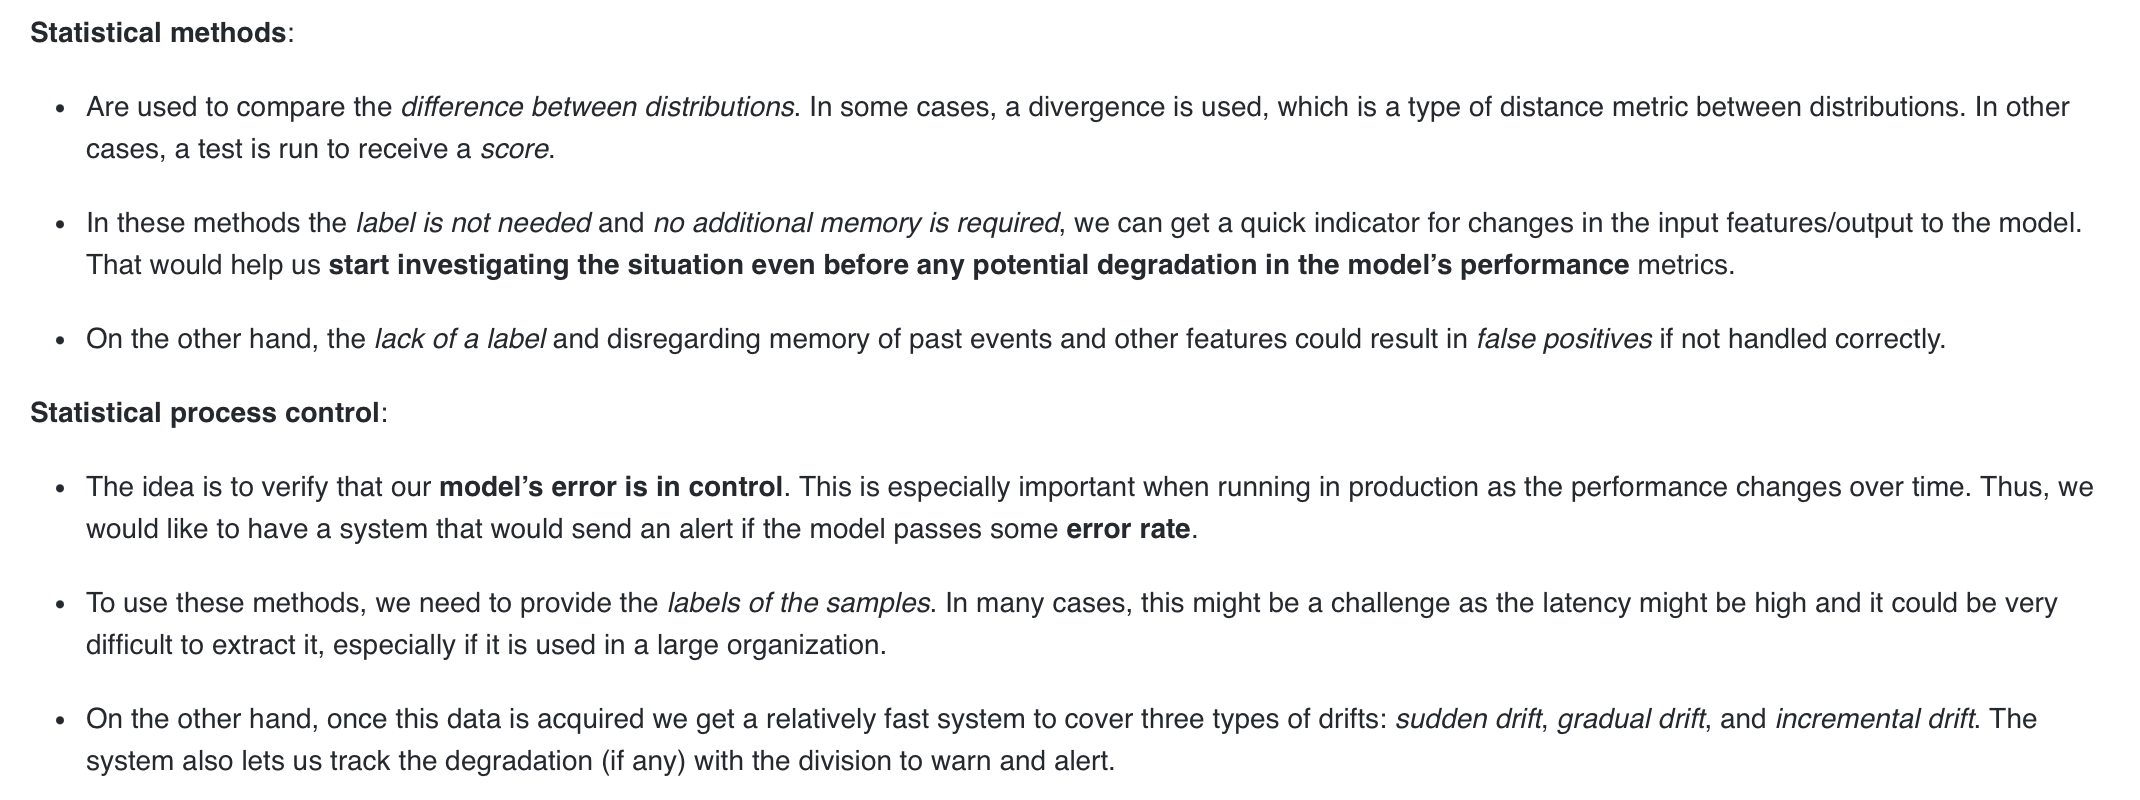 Statistical methods:
• Are used to compare the difference between distributions. In some cases, a divergence is used, which is a type of distance metric between distributions. In other
cases, a test is run to receive a score.
• In these methods the label is not needed and no additional memory is required, we can get a quick indicator for changes in the input features/output to the model.
That would help us start investigating the situation even before any potential degradation in the model’s performance metrics.
• On the other hand, the lack of a label and disregarding memory of past events and other features could result in false positives if not handled correctly.
Statistical process control:
• The idea is to verify that our model’s error is in control. This is especially important when running in production as the performance changes over time. Thus, we
would like to have a system that would send an alert if the model passes some error rate.
• To use these methods, we need to provide the labels of the samples. In many cases, this might be a challenge as the latency might be high and it could be very
difficult to extract it, especially if it is used in a large organization.
• On the other hand, once this data is acquired we get a relatively fast system to cover three types of drifts: sudden drift, gradual drift, and incremental drift. The
system also lets us track the degradation (if any) with the division to warn and alert.